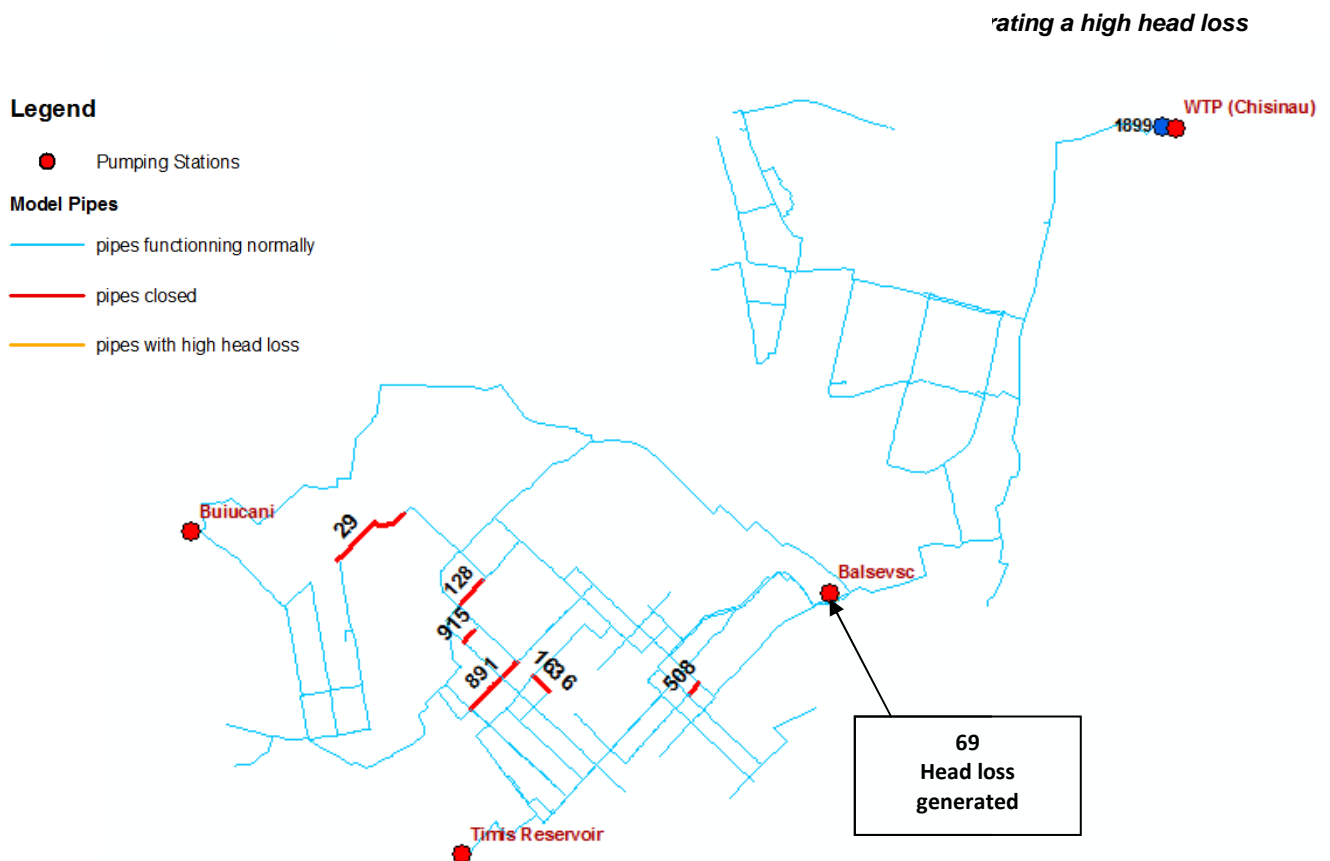 a high head loss
Legend
WTP (Chisinau)
1899
Pumping Stations
Model Pipes
pipes functionning normally
pipes closed
pipes with high head loss
Buiucani
29
128
Balsevsc
915
891
1636
508
69
Head loss
generated
Timis Reservoir